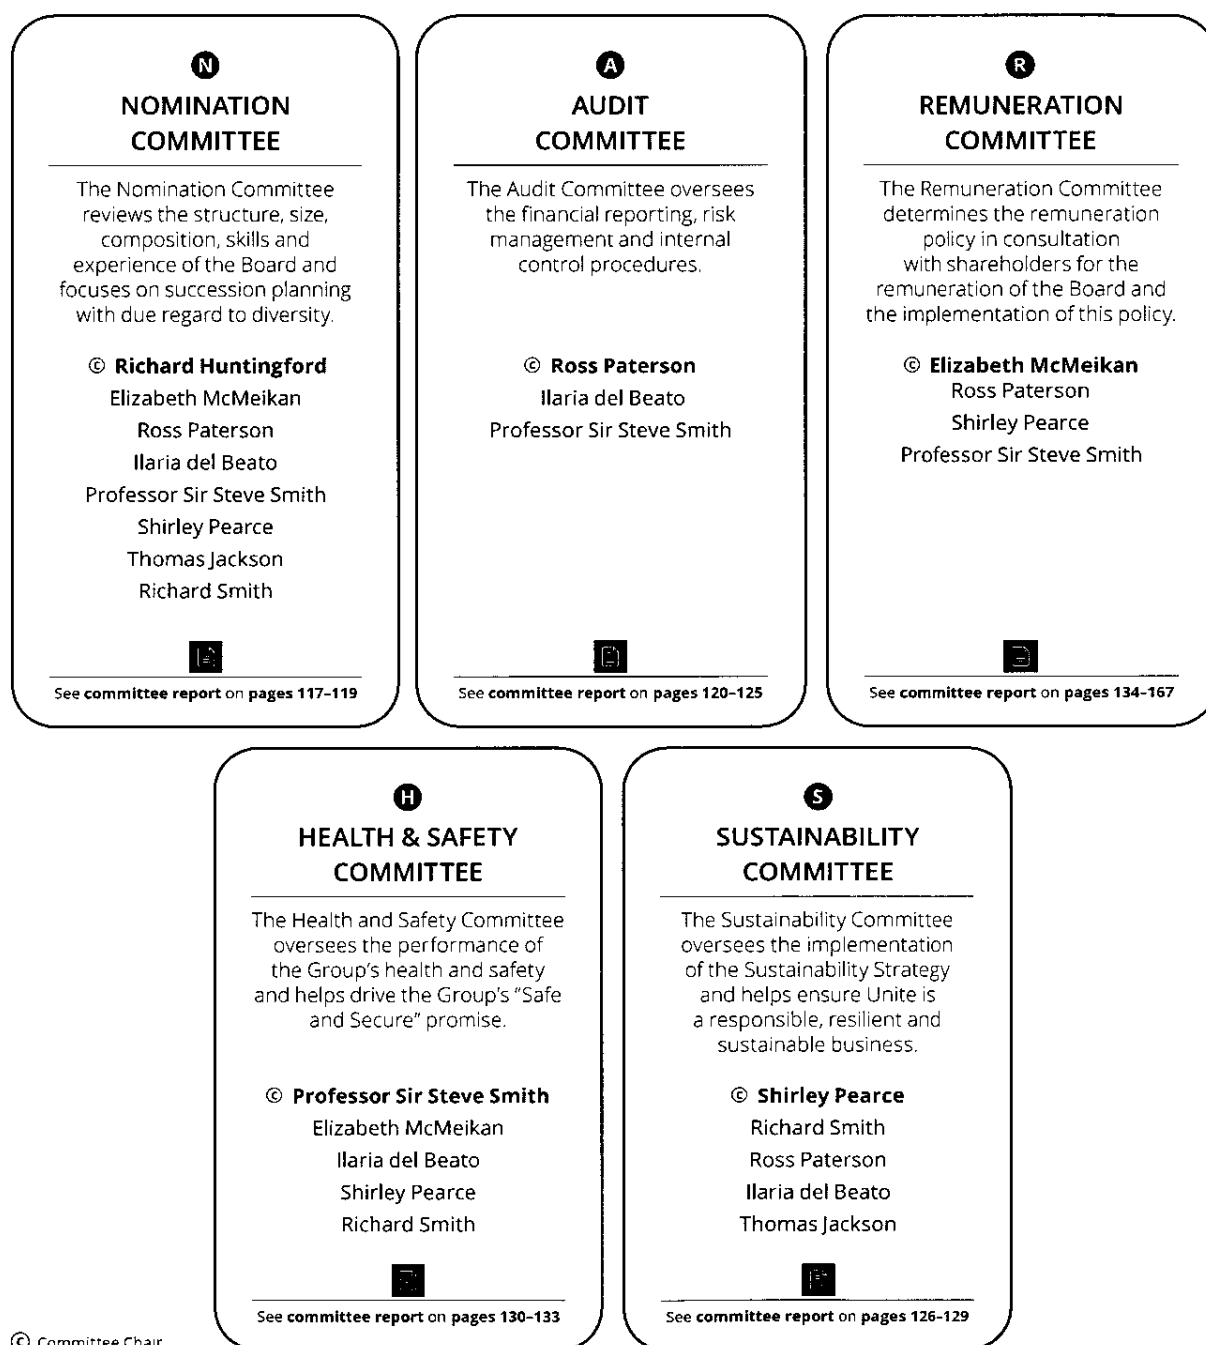 N
NOMINATION
COMMITTEE
The Nomination Committee
reviews the structure, size,
composition, skills and
experience of the Board and
focuses on succession planning
with due regard to diversity.
© Richard Huntingford
Elizabeth McMeikan
Ross Paterson
Ilaria del Beato
Professor Sir Steve Smith
Shirley Pearce
Thomas Jackson
Richard Smith
See committee report on pages 117–119
A
AUDIT
COMMITTEE
The Audit Committee oversees
the financial reporting, risk
management and internal
control procedures.
© Ross Paterson
Ilaria del Beato
Professor Sir Steve Smith
See committee report on pages 120–125
R
REMUNERATION
COMMITTEE
The Remuneration Committee
determines the remuneration
policy in consultation
with shareholders for the
remuneration of the Board and
the implementation of this policy.
© Elizabeth McMeikan
Ross Paterson
Shirley Pearce
Professor Sir Steve Smith
See committee report on pages 134–167
H
HEALTH & SAFETY
COMMITTEE
The Health and Safety Committee
oversees the performance of
the Group's health and safety
and helps drive the Group's "Safe
and Secure" promise.
© Professor Sir Steve Smith
Elizabeth McMeikan
Ilaria del Beato
Shirley Pearce
Richard Smith
See committee report on pages 130–133
S
SUSTAINABILITY
COMMITTEE
The Sustainability Committee
oversees the implementation
of the Sustainability Strategy
and helps ensure Unite is
a responsible, resilient and
sustainable business.
© Shirley Pearce
Richard Smith
Ross Paterson
Ilaria del Beato
Thomas Jackson
See committee report on pages 126–129
© Committee Chair